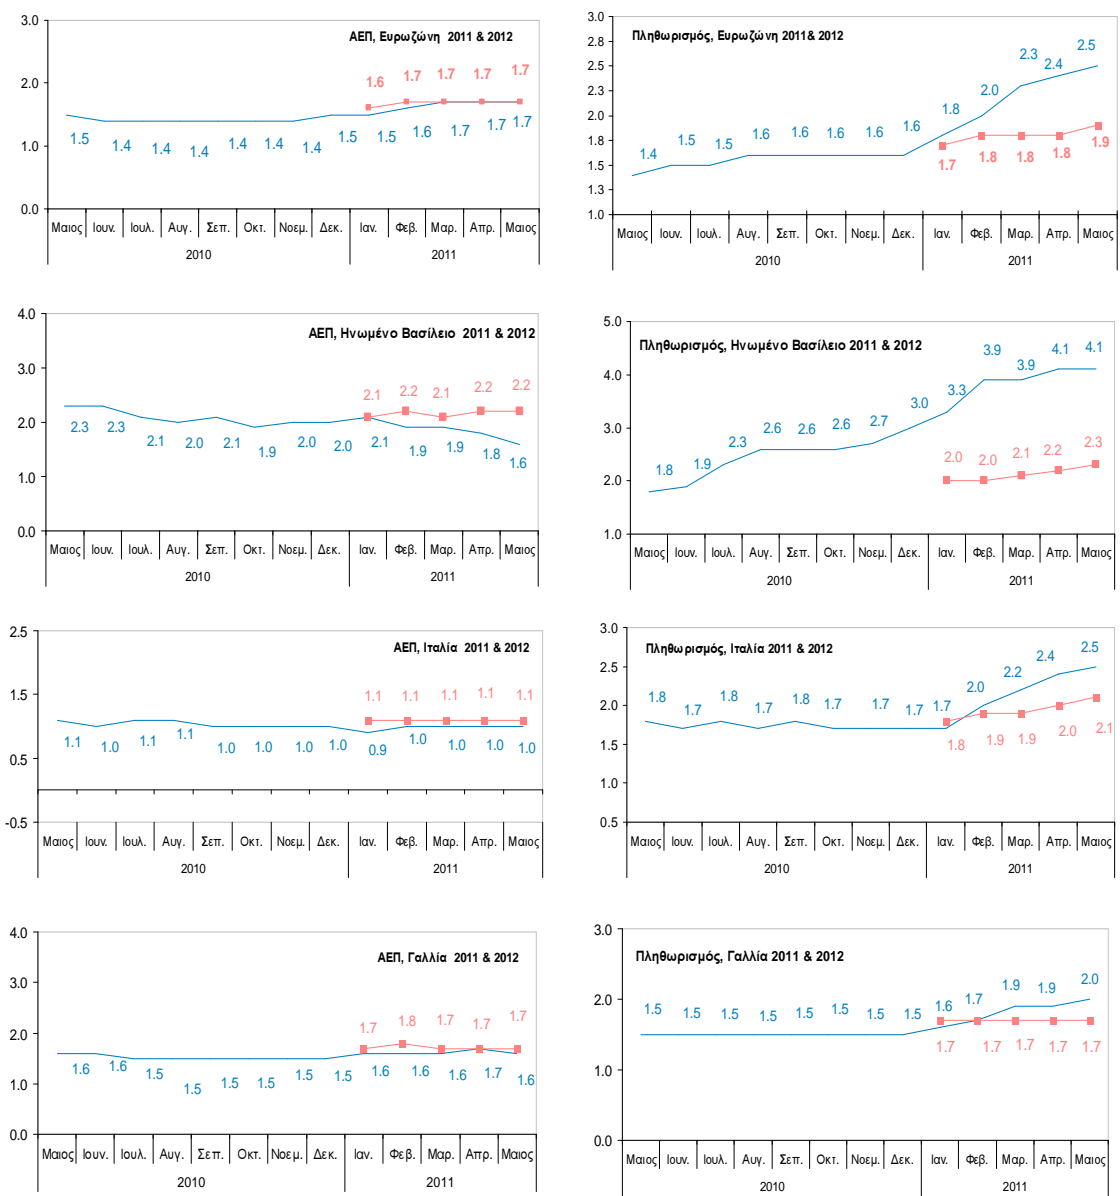 ΑΕΠ, Ευρωζώνη 2011 & 2012
3.0
2.0
1.0
0.0
1.6 1.7 1.7 1.7 1.7
1.5 1.4 1.4 1.4 1.4 1.4 1.4 1.5 1.5 1.6 1.7 1.7 1.7
Μαιος Ιουν. Ιουλ. Αυγ. Σεπ. Οκτ. Νοεμ. Δεκ. Ιαν. Φεβ. Μαρ. Απρ. Μαιος
2010 2011
Πληθωρισμός, Ευρωζώνη 2011& 2012
3.0
2.8
2.5
2.3
2.0
1.8
1.5
1.3
1.0
1.4 1.5 1.5 1.6 1.6 1.6 1.6 1.6 1.8 2.0 2.3 2.4 2.5
1.7 1.8 1.8 1.8 1.9
Μαιος Ιουν. Ιουλ. Αυγ. Σεπ. Οκτ. Νοεμ. Δεκ. Ιαν. Φεβ. Μαρ. Απρ. Μαιος
2010 2011
ΑΕΠ, Ηνωμένο Βασίλειο 2011 & 2012
4.0
3.0
2.0
1.0
0.0
2.1 2.2 2.1 2.2 2.2
2.3 2.3 2.1 2.0 2.1 1.9 2.0 2.0 2.1 1.9 1.9 1.8 1.6
Μαιος Ιουν. Ιουλ. Αυγ. Σεπ. Οκτ. Νοεμ. Δεκ. Ιαν. Φεβ. Μαρ. Απρ. Μαιος
2010 2011
Πληθωρισμός, Ηνωμένο Βασίλειο 2011 & 2012
5.0
4.0
3.0
2.0
1.0
1.8 1.9 2.3 2.6 2.6 2.6 2.7 3.0 3.3 3.9 3.9 4.1 4.1
2.0 2.0 2.1 2.2 2.3
Μαιος Ιουν. Ιουλ. Αυγ. Σεπ. Οκτ. Νοεμ. Δεκ. Ιαν. Φεβ. Μαρ. Απρ. Μαιος
2010 2011
ΑΕΠ, Ιταλία 2011 & 2012
2.5
1.5
0.5
-0.5
1.1 1.1 1.1 1.1 1.1
1.1 1.0 1.1 1.1 1.0 1.0 1.0 1.0 0.9 1.0 1.0 1.0 1.0
Μαιος Ιουν. Ιουλ. Αυγ. Σεπ. Οκτ. Νοεμ. Δεκ. Ιαν. Φεβ. Μαρ. Απρ. Μαιος
2010 2011
Πληθωρισμός, Ιταλία 2011 & 2012
3.0
2.5
2.0
1.5
1.0
0.5
1.8 1.7 1.8 1.7 1.8 1.7 1.7 1.7 1.7 2.0 2.2 2.4 2.5
1.8 1.9 1.9 2.0 2.1
Μαιος Ιουν. Ιουλ. Αυγ. Σεπ. Οκτ. Νοεμ. Δεκ. Ιαν. Φεβ. Μαρ. Απρ. Μαιος
2010 2011
ΑΕΠ, Γαλλία 2011 & 2012
4.0
3.0
2.0
1.0
0.0
1.7 1.8 1.7 1.7 1.7
1.6 1.6 1.5 1.5 1.5 1.5 1.5 1.5 1.6 1.6 1.6 1.7 1.6
Μαιος Ιουν. Ιουλ. Αυγ. Σεπ. Οκτ. Νοεμ. Δεκ. Ιαν. Φεβ. Μαρ. Απρ. Μαιος
2010 2011
Πληθωρισμός, Γαλλία 2011 & 2012
3.0
2.0
1.0
0.0
1.5 1.5 1.5 1.5 1.5 1.5 1.5 1.5 1.6 1.7 1.9 1.9 2.0
1.7 1.7 1.7 1.7 1.7
Μαιος Ιουν. Ιουλ. Αυγ. Σεπ. Οκτ. Νοεμ. Δεκ. Ιαν. Φεβ. Μαρ. Απρ. Μαιος
2010 2011